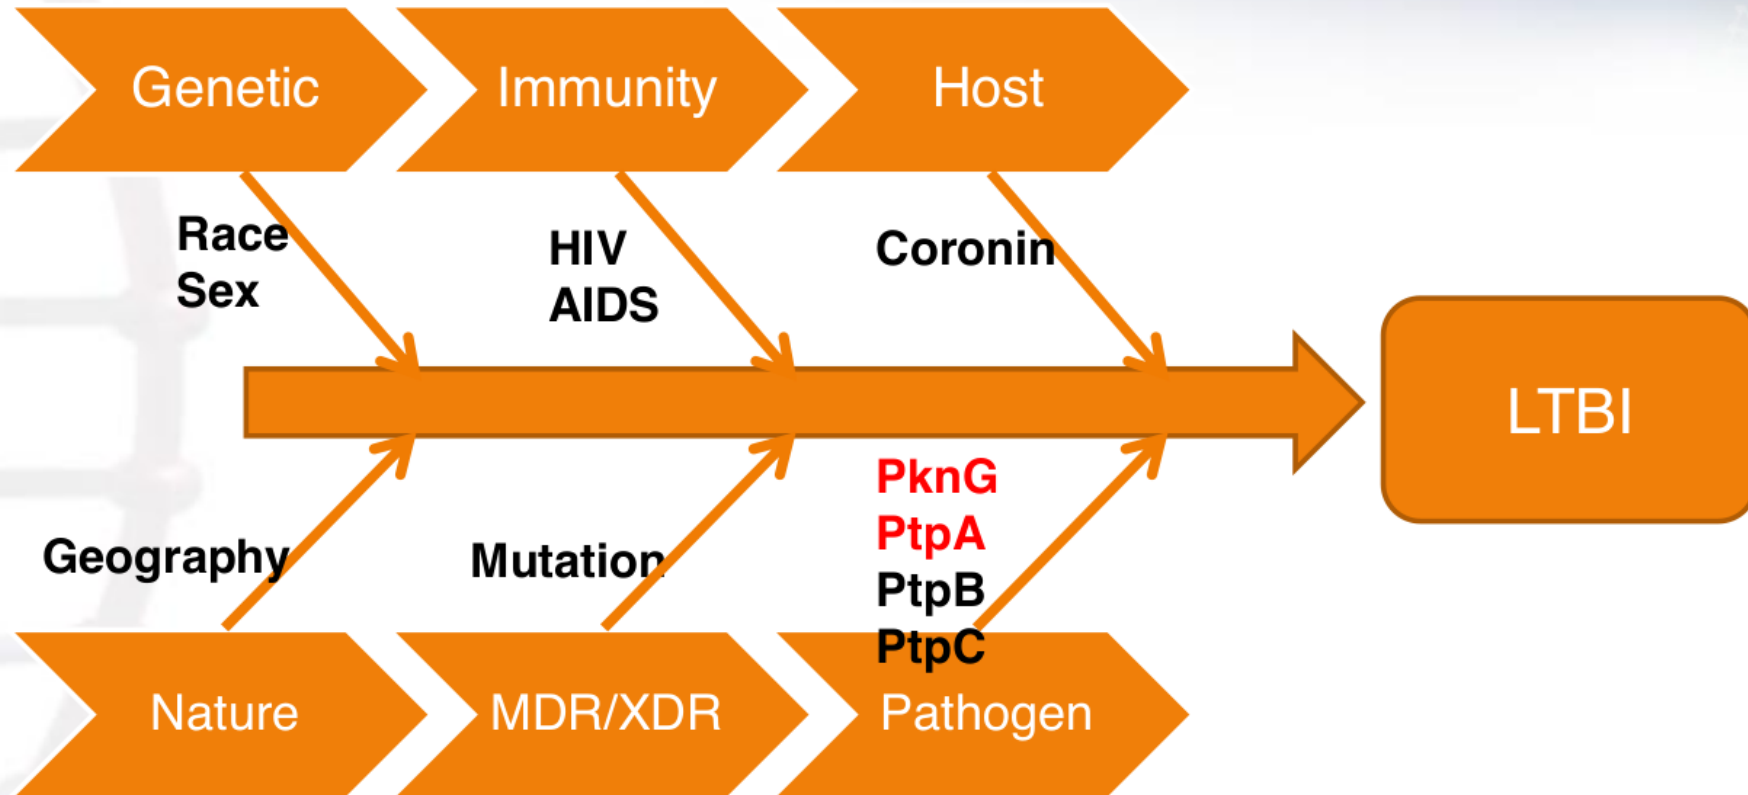 Genetic
Immunity
Host
Race
Sex
HIV
AIDS
Coronin
LTBI
Geography
Mutation
PknG
PtpA
PtpB
PtpC
Nature
MDR/XDR
Pathogen